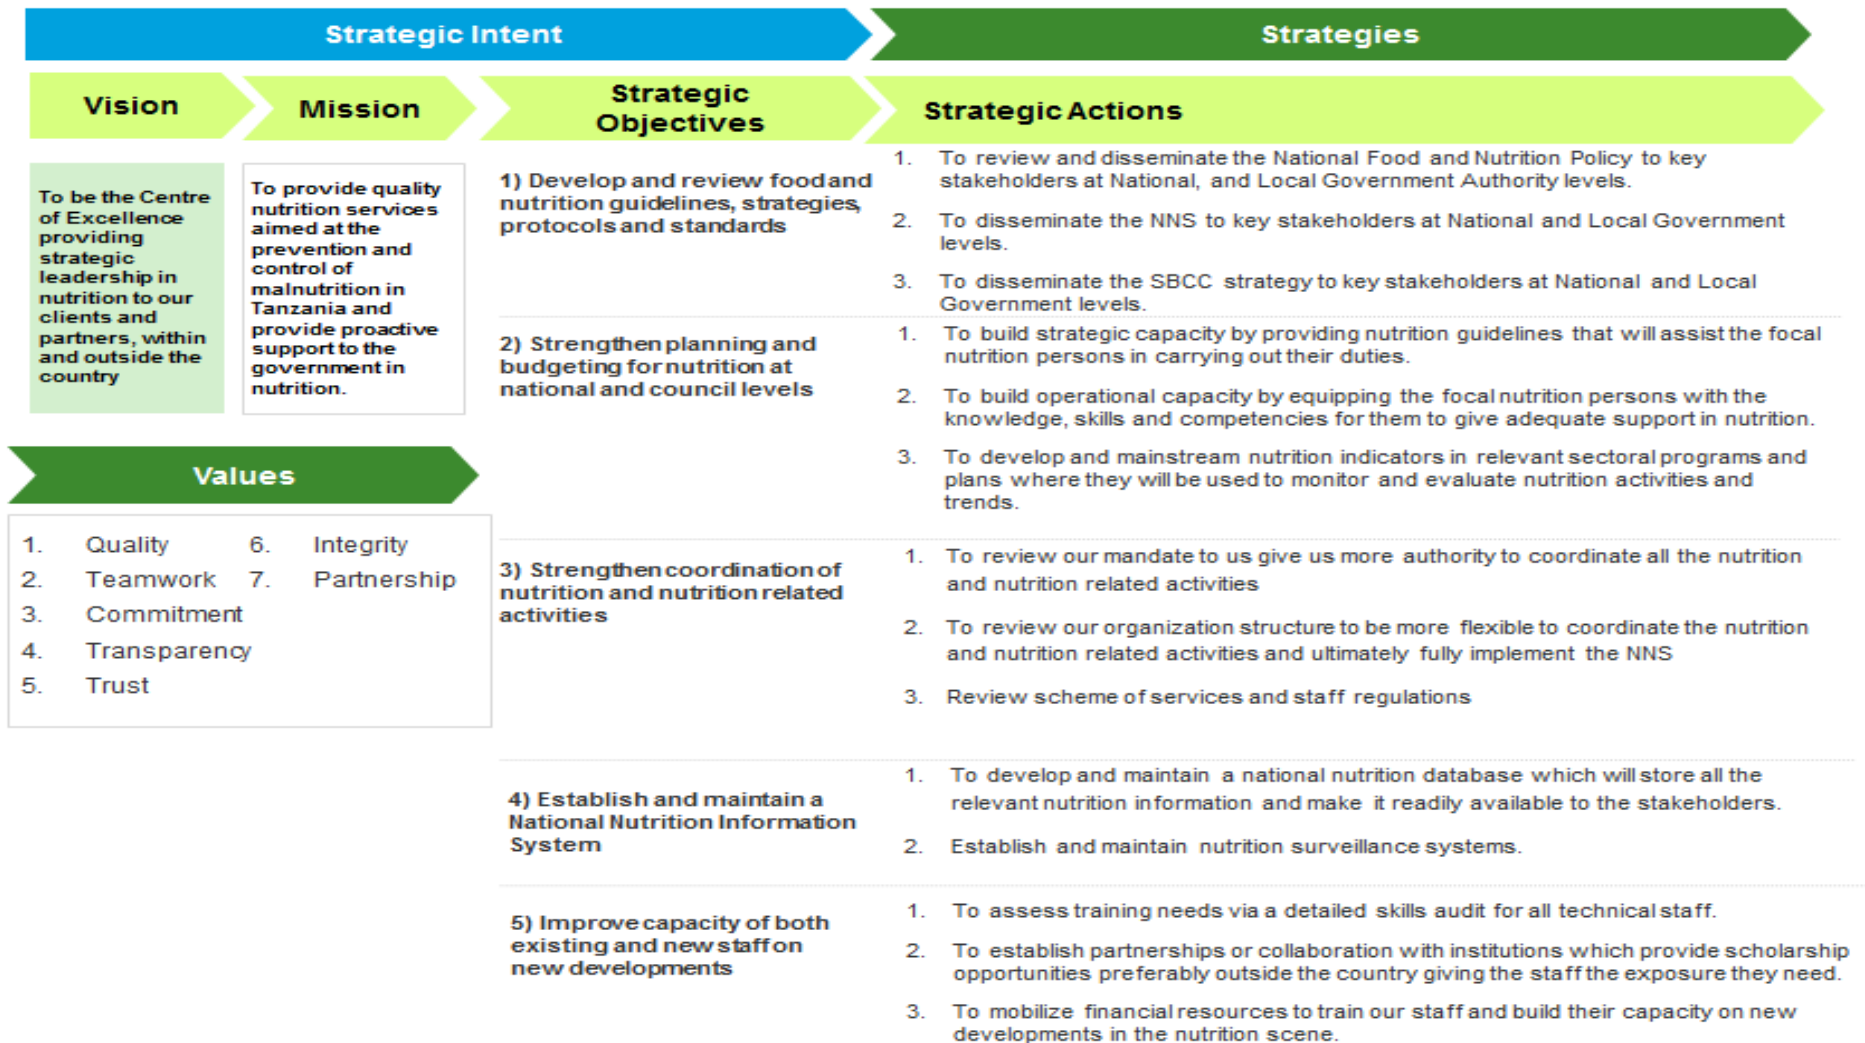 Strategic Intent
Strategies
Vision
Mission
Strategic
Objectives
Strategic Actions
To be the Centre
of Excellence
providing
strategic
leadership in
nutrition to our
clients and
partners, within
and outside the
country
To provide quality
nutrition services
aimed at the
prevention and
control of
malnutrition in
Tanzania and
provide proactive
support to the
government in
nutrition.
Values
1. Quality
2. Teamwork
3. Commitment
4. Transparency
5. Trust
6. Integrity
7. Partnership
1) Develop and review food and
nutrition guidelines, strategies,
protocols and standards
1. To review and disseminate the National Food and Nutrition Policy to key
stakeholders at National, and Local Government Authority levels.
2. To disseminate the NNS to key stakeholders at National and Local Government
levels.
3. To disseminate the SBCC strategy to key stakeholders at National and Local
Government levels.
2) Strengthen planning and
budgeting for nutrition at
national and council levels
1. To build strategic capacity by providing nutrition guidelines that will assist the focal
nutrition persons in carrying out their duties.
2. To build operational capacity by equipping the focal nutrition persons with the
knowledge, skills and competencies for them to give adequate support in nutrition.
3. To develop and mainstream nutrition indicators in relevant sectoral programs and
plans where they will be used to monitor and evaluate nutrition activities and
trends.
3) Strengthen coordination of
nutrition and nutrition related
activities
1. To review our mandate to us give us more authority to coordinate all the nutrition
and nutrition related activities
2. To review our organization structure to be more flexible to coordinate the nutrition
and nutrition related activities and ultimately fully implement the NNS
3. Review scheme of services and staff regulations
4) Establish and maintain a
National Nutrition Information
System
1. To develop and maintain a national nutrition database which will store all the
relevant nutrition information and make it readily available to the stakeholders.
2. Establish and maintain nutrition surveillance systems.
5) Improve capacity of both
existing and new staff on
new developments
1. To assess training needs via a detailed skills audit for all technical staff.
2. To establish partnerships or collaboration with institutions which provide scholarship
opportunities preferably outside the country giving the staff the exposure they need.
3. To mobilize financial resources to train our staff and build their capacity on new
developments in the nutrition scene.